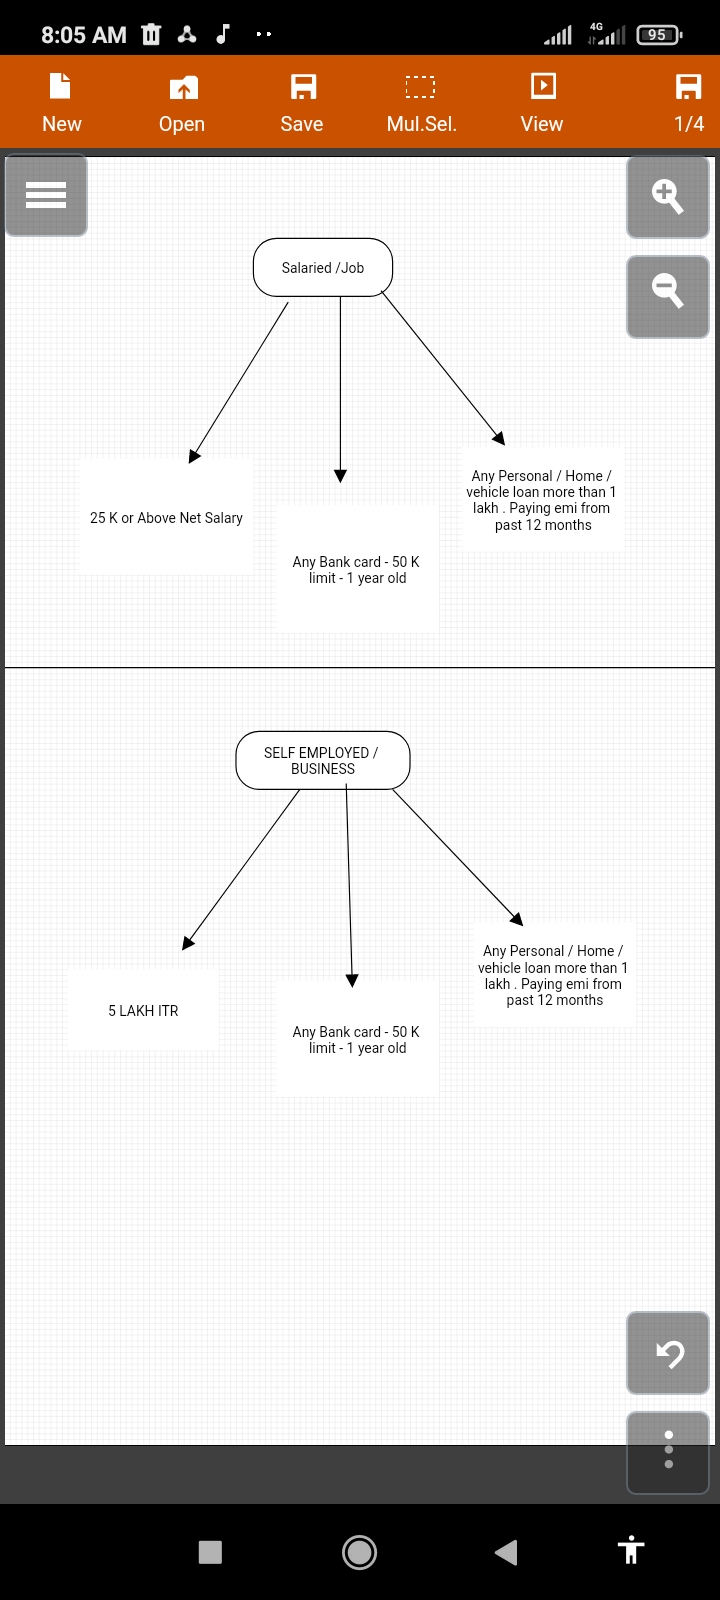 8:05 AM
4G
95
New
Open
Save
Mul.Sel.
View
1/4
Salaried /Job
25 K or Above Net Salary
Any Bank card - 50 K
limit - 1 year old
Any Personal / Home /
vehicle loan more than 1
lakh . Paying emi from
past 12 months
SELF EMPLOYED /
BUSINESS
5 LAKH ITR
Any Bank card - 50 K
limit - 1 year old
Any Personal / Home /
vehicle loan more than 1
lakh . Paying emi from
past 12 months